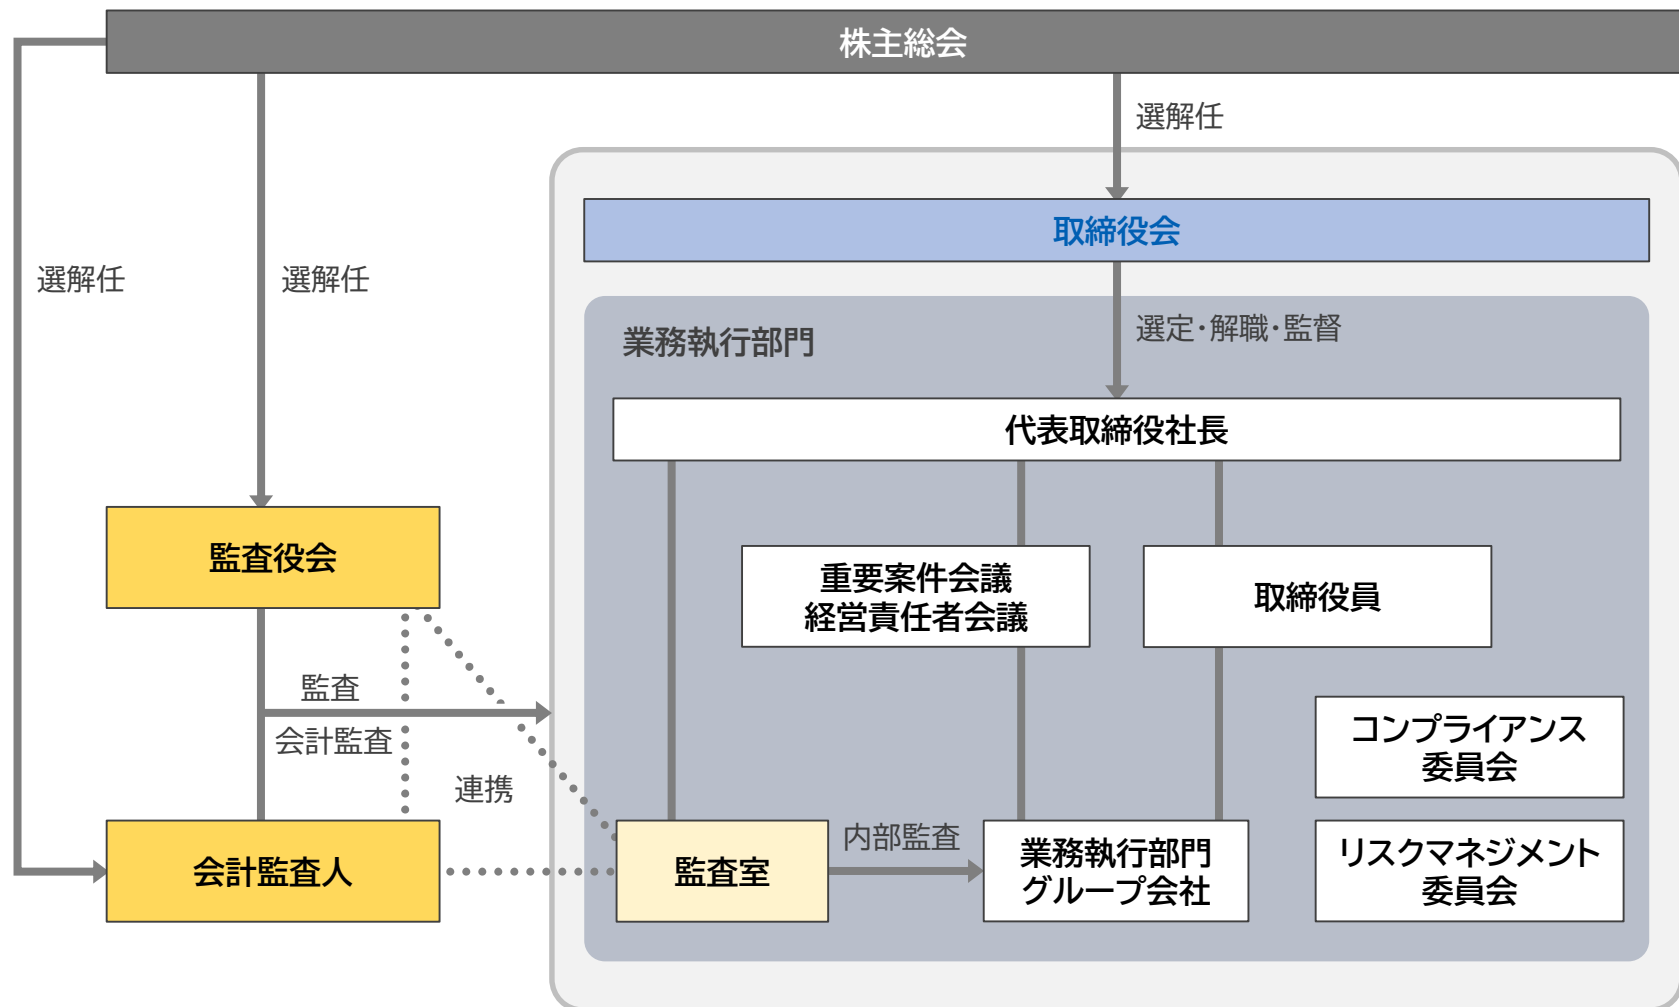 株主総会
選解任
選解任
選解任
取締役会
選定・解職・監督
業務執行部門
代表取締役社長
監査役会
重要案件会議
経営責任者会議
取締役員
監査
会計監査
連携
コンプライアンス
委員会
会計監査人
監査室
内部監査
業務執行部門
グループ会社
リスクマネジメント
委員会